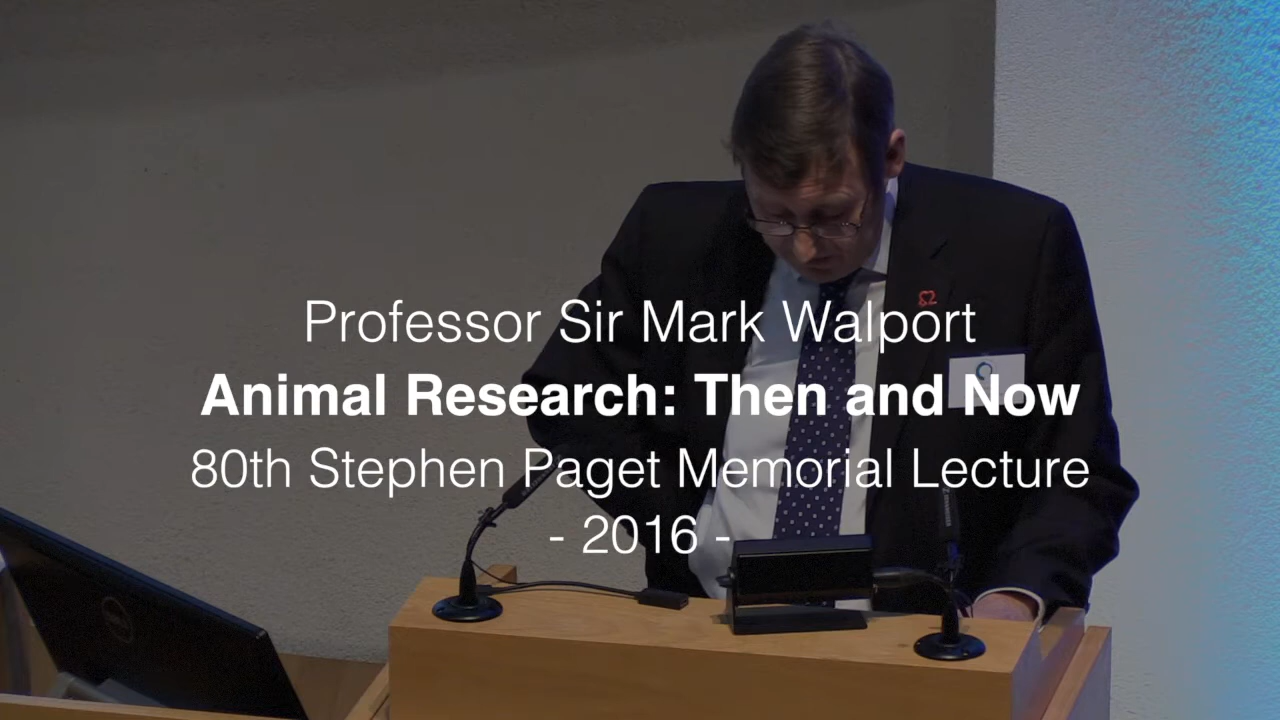 Professor Sir Mark Walport
Animal Research: Then and Now
80th Stephen Paget Memorial Lecture
- 2016 -